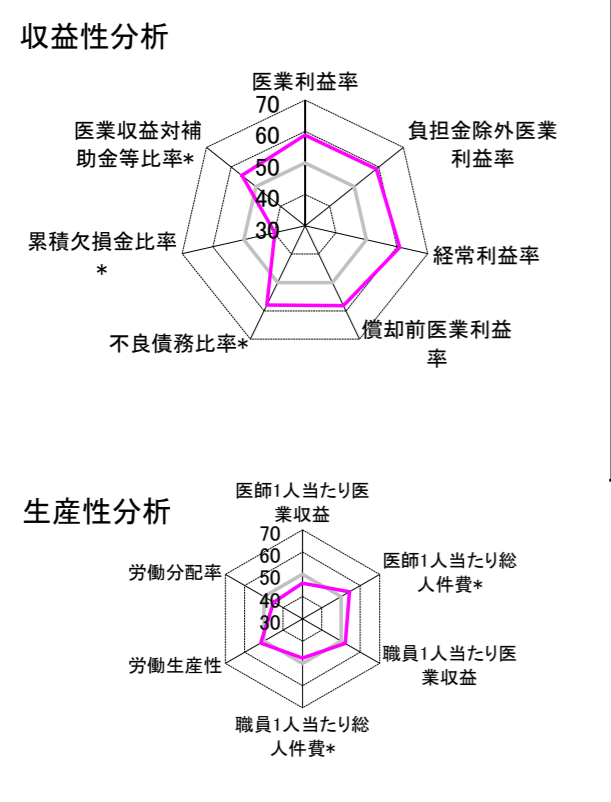 収益性分析
医業利益率
70
60
50
40
30
医業収益対補
助金等比率*
負担金除外医業
利益率
累積欠損金比率
*
経常利益率
不良債務比率*
償却前医業利益
率
生産性分析
医師1人当たり医
業収益
70
60
50
40
30
労働分配率
医師1人当たり総
人件費*
労働生産性
職員1人当たり医
業収益
職員1人当たり総
人件費*